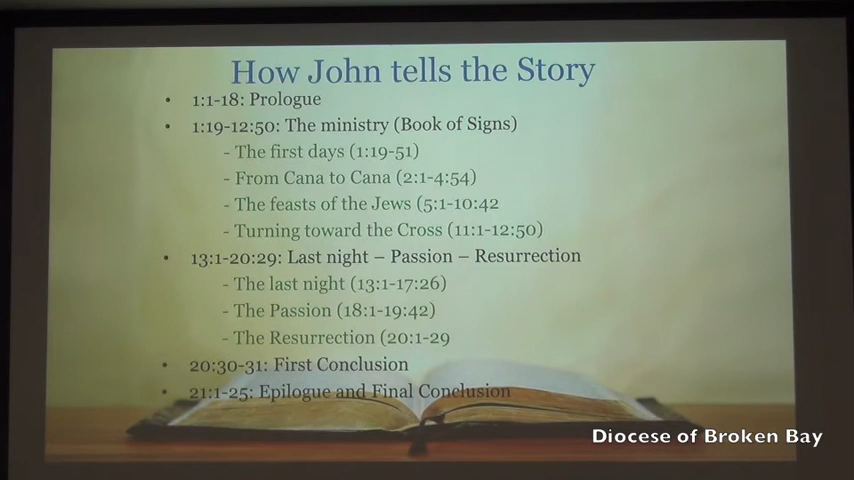 How John tells the Story
• 1:1-18: Prologue
• 1:19-12:50: The ministry (Book of Signs)
- The first days (1:19-51)
- From Cana to Cana (2:1-4:54)
- The feasts of the Jews (5:1-10:42
- Turning toward the Cross (11:1-12:50)
• 13:1-20:29: Last night – Passion – Resurrection
- The last night (13:1-17:26)
- The Passion (18:1-19:42)
- The Resurrection (20:1-29
• 20:30-31: First Conclusion
• 21:1-25: Epilogue and Final Conclusion
Diocese of Broken Bay